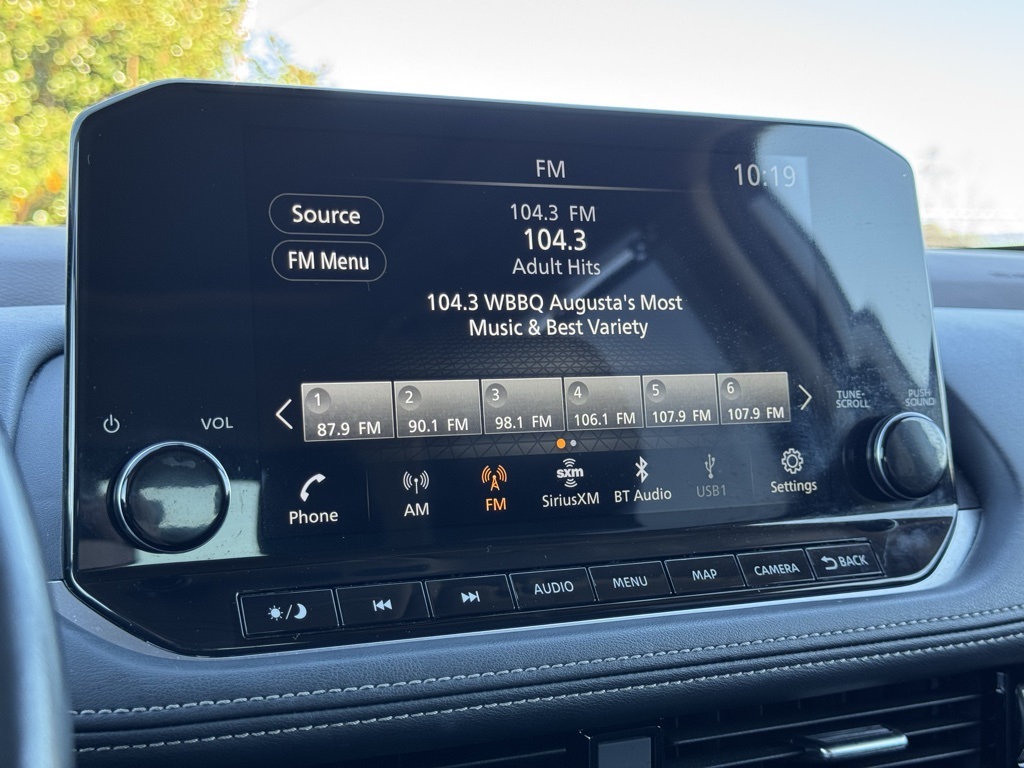 FM
10:19
Source
104.3 FM
104.3
FM Menu
Adult Hits
104.3 WBBQ Augusta's Most
Music & Best Variety
1 2 3 4 5 6
87.9 FM 90.1 FM 98.1 FM 106.1 FM 107.9 FM 107.9 FM
VOL
TUNE-
SCROLL
PUSH
SOUND
Phone
AM
FM
sxm
SiriusXM
BT Audio
USB1
Settings
AUDIO
MENU
MAP
CAMERA
BACK